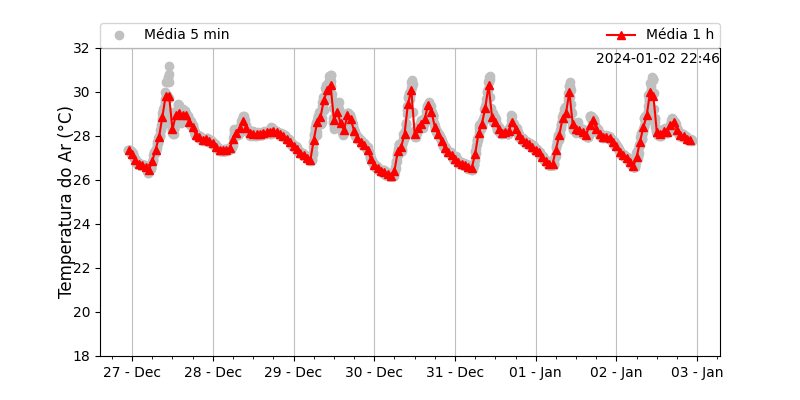 Média 5 min
Média 1 h
2024-01-02 22:46
Temperatura do Ar (°C)
32
30
28
26
24
22
20
18
27 - Dec
28 - Dec
29 - Dec
30 - Dec
31 - Dec
01 - Jan
02 - Jan
03 - Jan